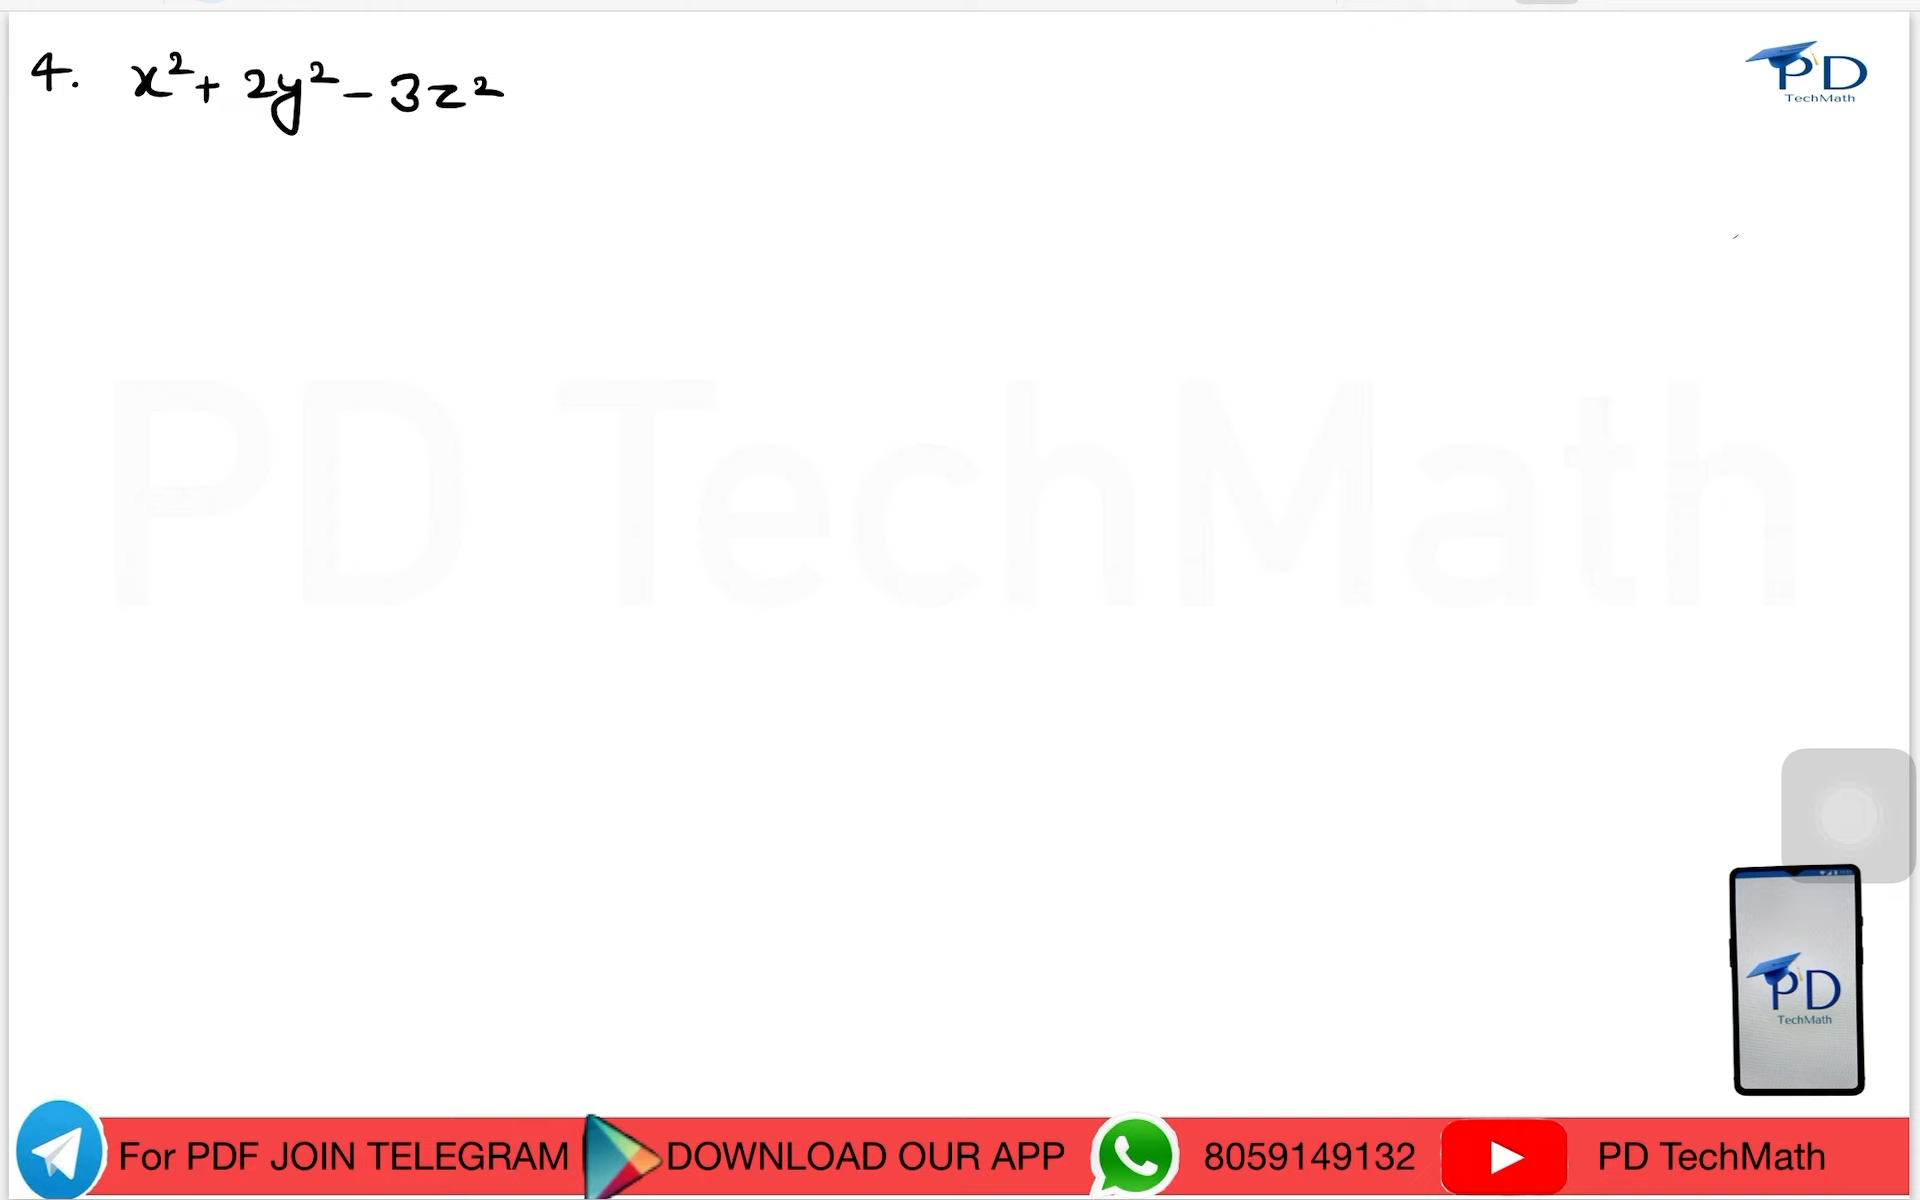 4. x² + 2y² - 3z²
PD
TechMath
PD TechMath
PD
TechMath
For PDF JOIN TELEGRAM DOWNLOAD OUR APP 8059149132 PD TechMath